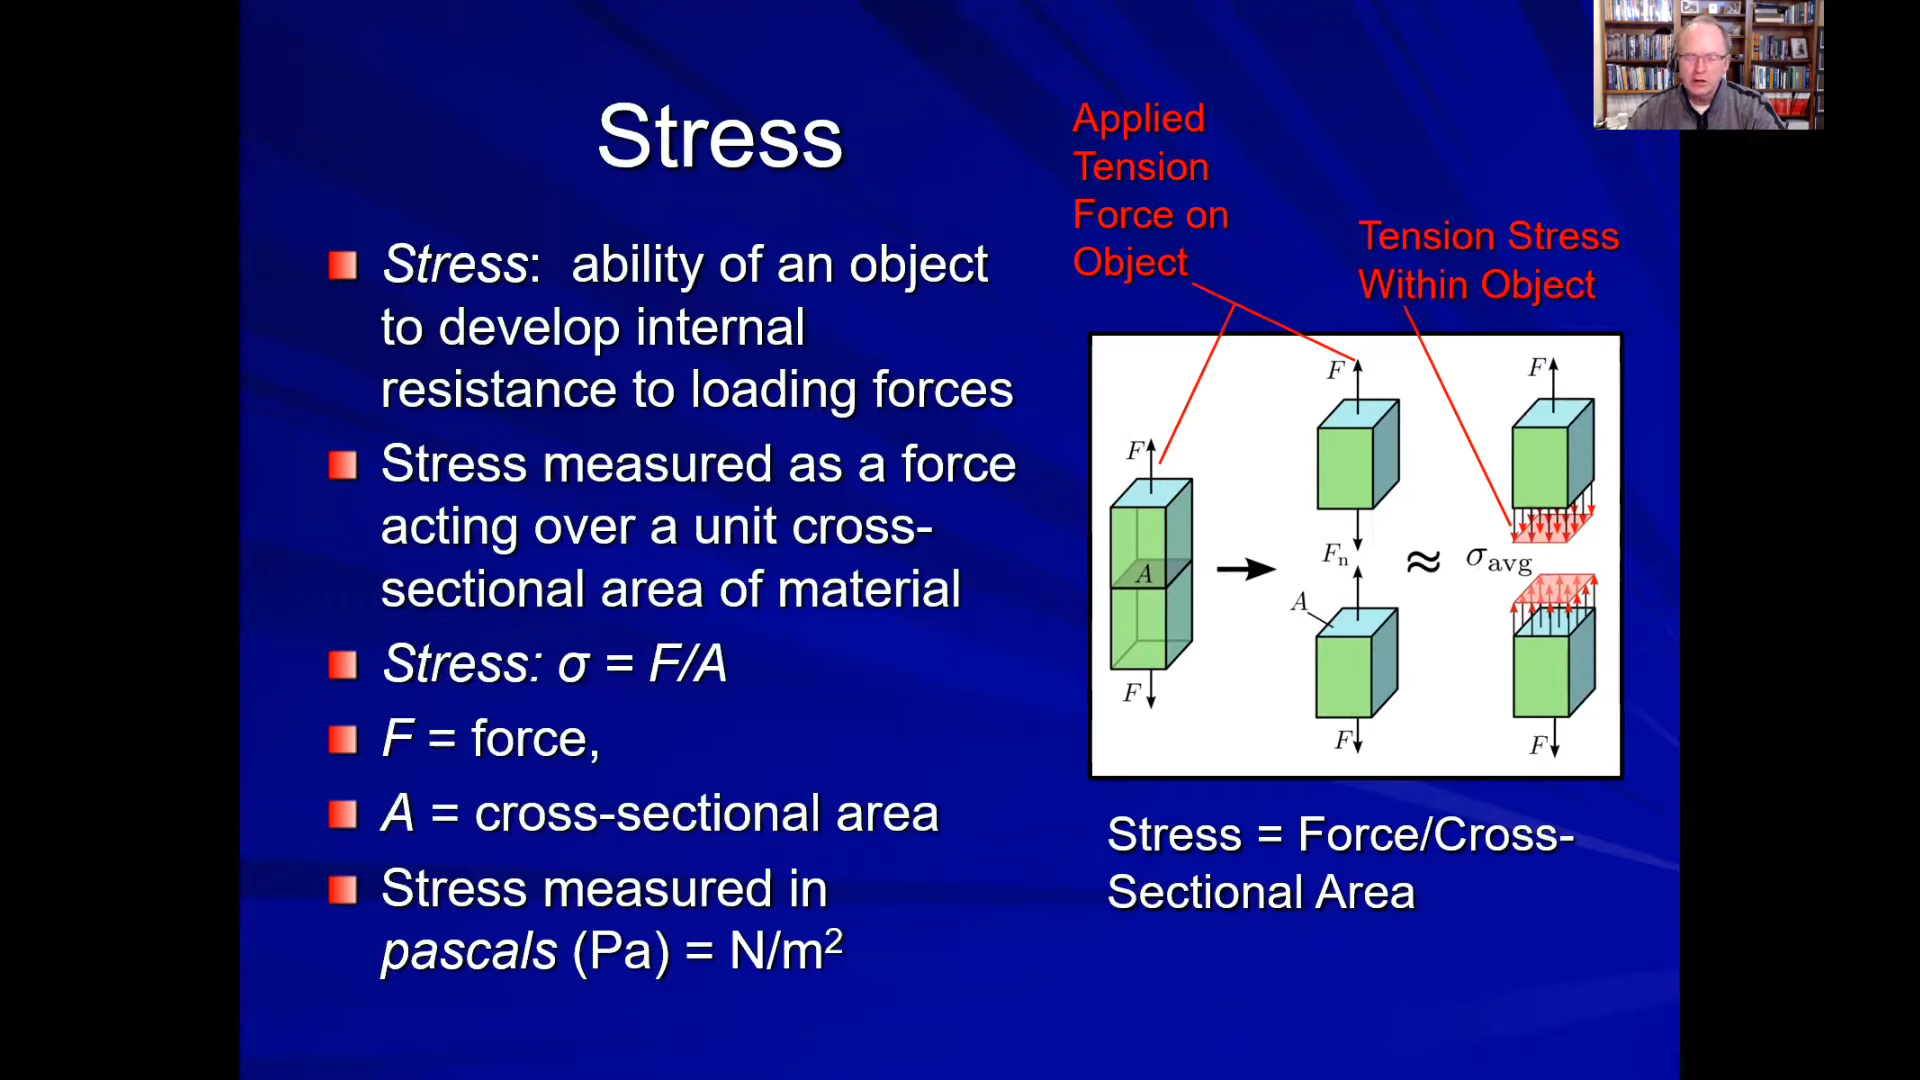 Stress
Stress: ability of an object
to develop internal
resistance to loading forces
Stress measured as a force
acting over a unit cross-
sectional area of material
Stress: σ = F/A
F = force,
A = cross-sectional area
Stress measured in
pascals (Pa) = N/m²
Applied
Tension
Force on
Object
Tension Stress
Within Object
F
A
F
F
Fₙ
A
F
≈
F
σavg
F
Stress = Force/Cross-
Sectional Area